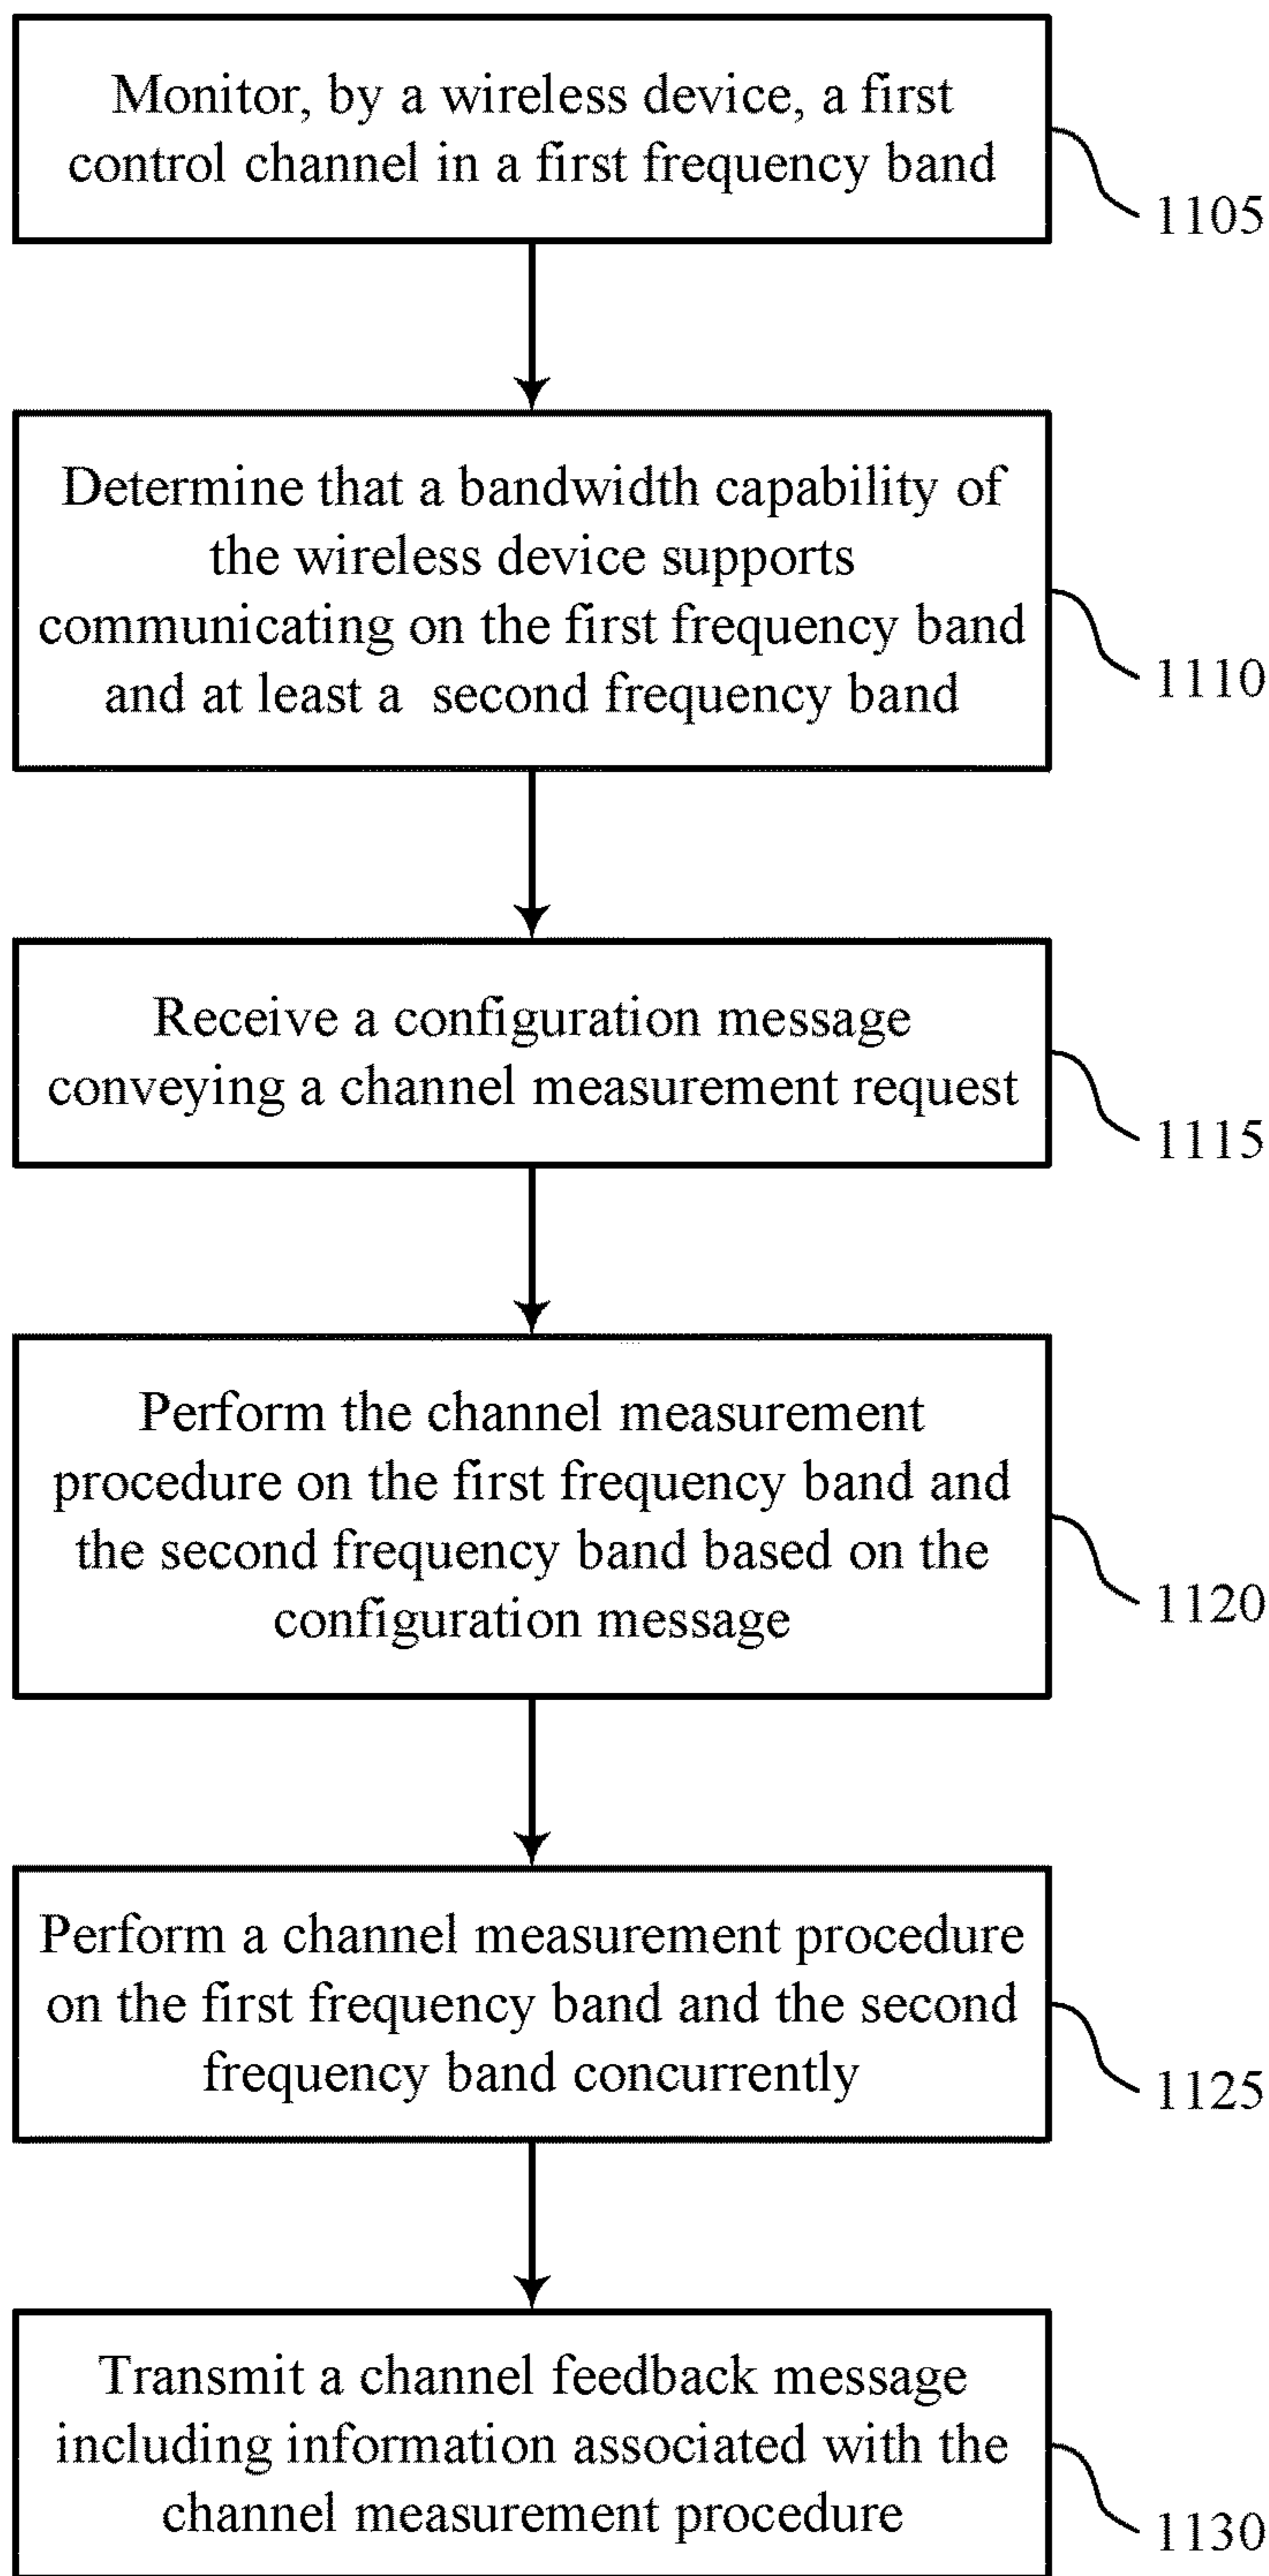 Monitor, by a wireless device, a first
control channel in a first frequency band
1105
Determine that a bandwidth capability of
the wireless device supports
communicating on the first frequency band
and at least a second frequency band
1110
Receive a configuration message
conveying a channel measurement request
1115
Perform the channel measurement
procedure on the first frequency band and
the second frequency band based on the
configuration message
1120
Perform a channel measurement procedure
on the first frequency band and the second
frequency band concurrently
1125
Transmit a channel feedback message
including information associated with the
channel measurement procedure
1130